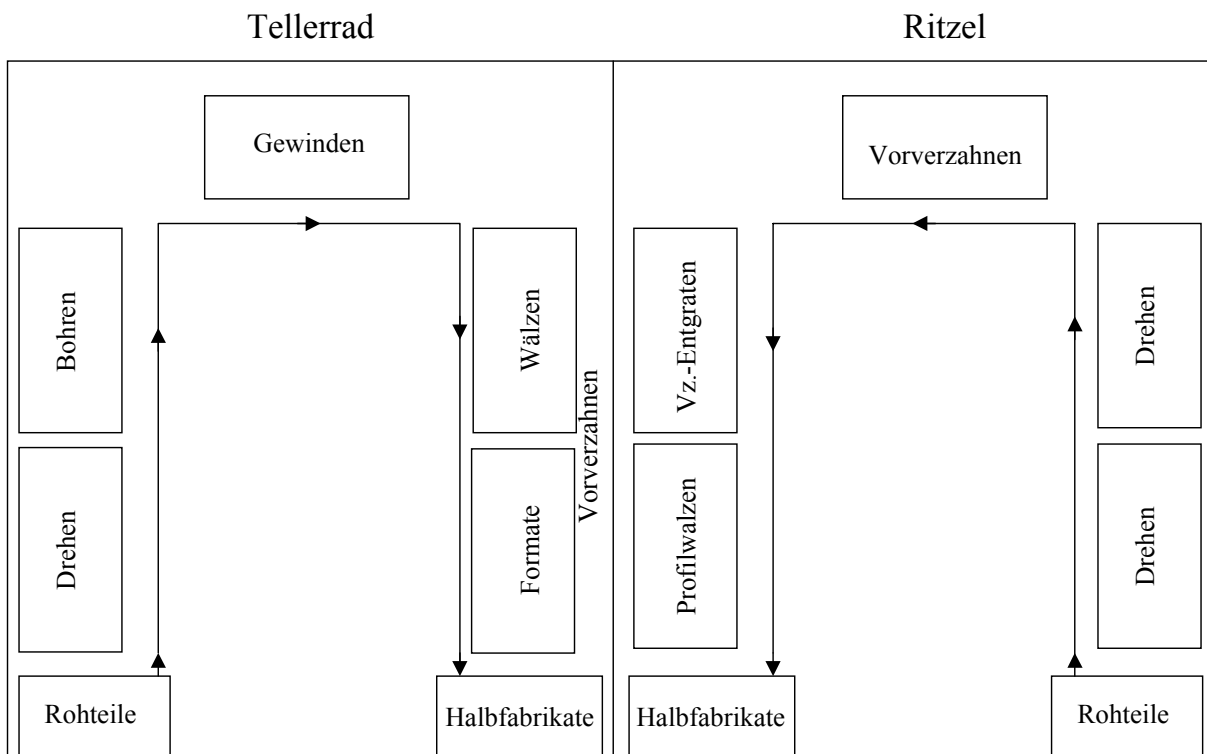 Tellerrad
Ritzel
Gewinden
Vorverzahnen
Bohren
Wälzen
Vz.-Entgraten
Drehen
Vorverzahnen
Drehen
Formate
Profilwalzen
Drehen
Rohteile
Halbfabrikate
Halbfabrikate
Rohteile